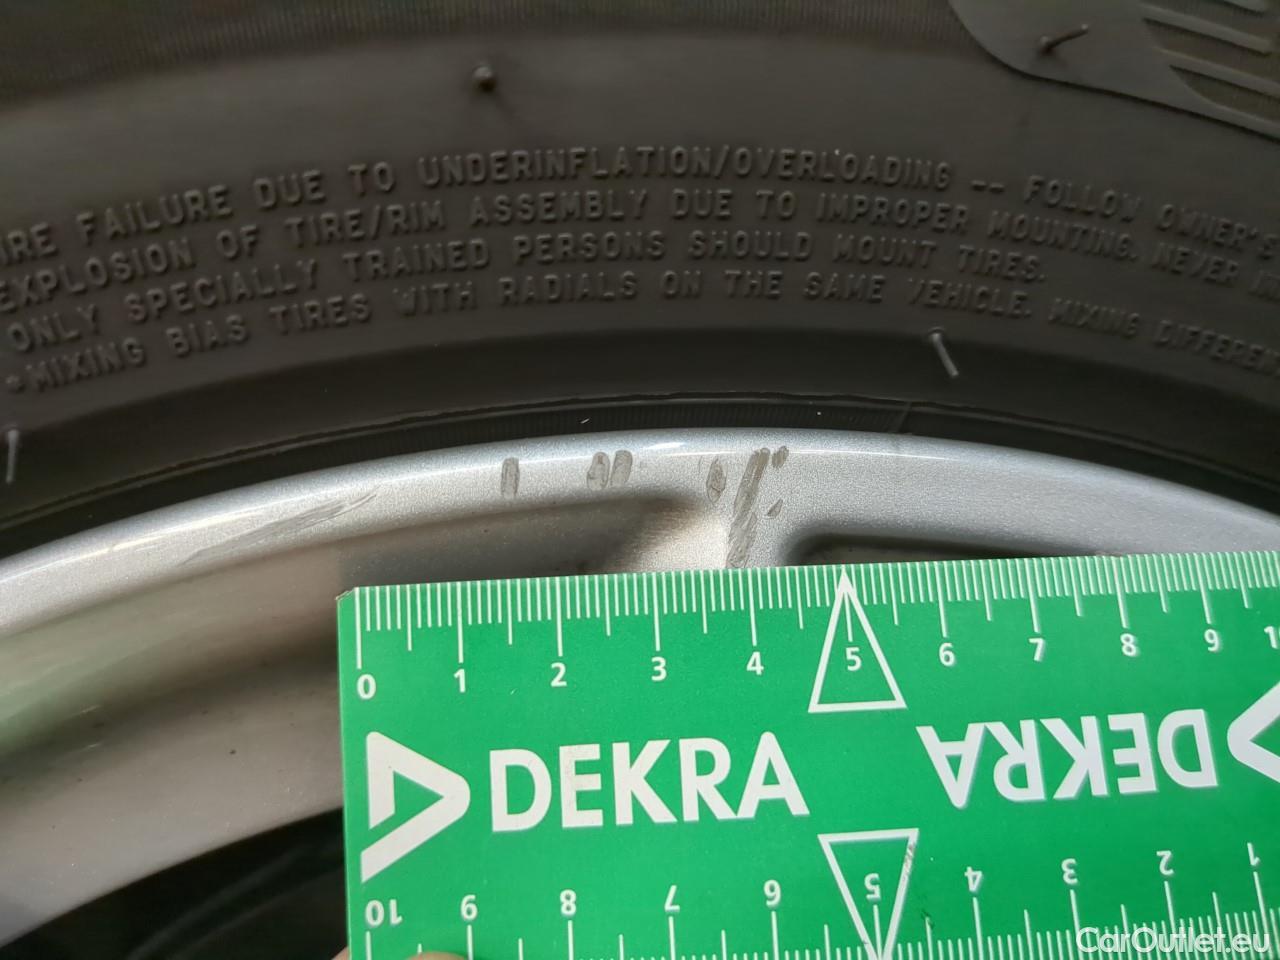 IRE FAILURE DUE TO UNDERINFLATION/OVERLOADING -- FOLLOW OWNER'S
EXPLOSION OF TIRE/RIM ASSEMBLY DUE TO IMPROPER MOUNTING. NEVER
ONLY SPECIALLY TRAINED PERSONS SHOULD MOUNT TIRES.
*MIXING BIAS TIRES WITH RADIALS ON THE SAME VEHICLE. MIXING DIFFERENT
0 1 2 3 4 5 6 7 8 9 1
DEKRA DEKRA
10 9 8 7 6 5 4 3 2 1
CarOutlet.eu